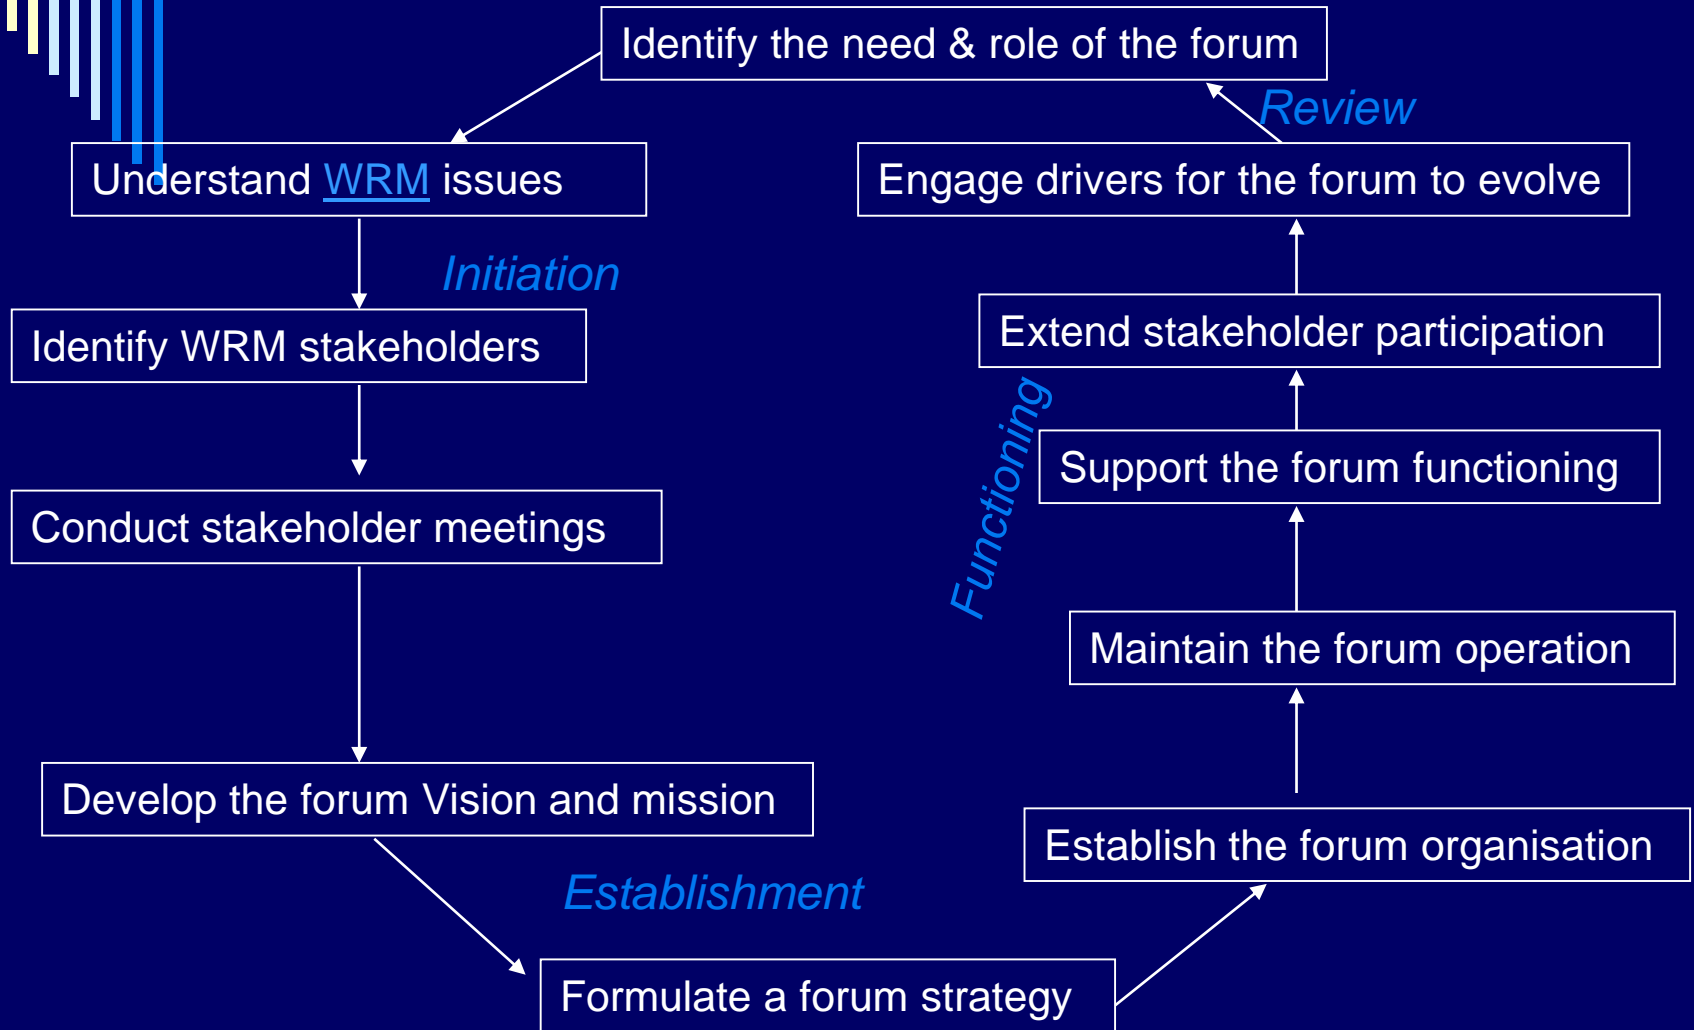 Identify the need & role of the forum
Review
Understand WRM issues
Engage drivers for the forum to evolve
Initiation
Identify WRM stakeholders
Extend stakeholder participation
Functioning
Support the forum functioning
Conduct stakeholder meetings
Maintain the forum operation
Develop the forum Vision and mission
Establish the forum organisation
Establishment
Formulate a forum strategy